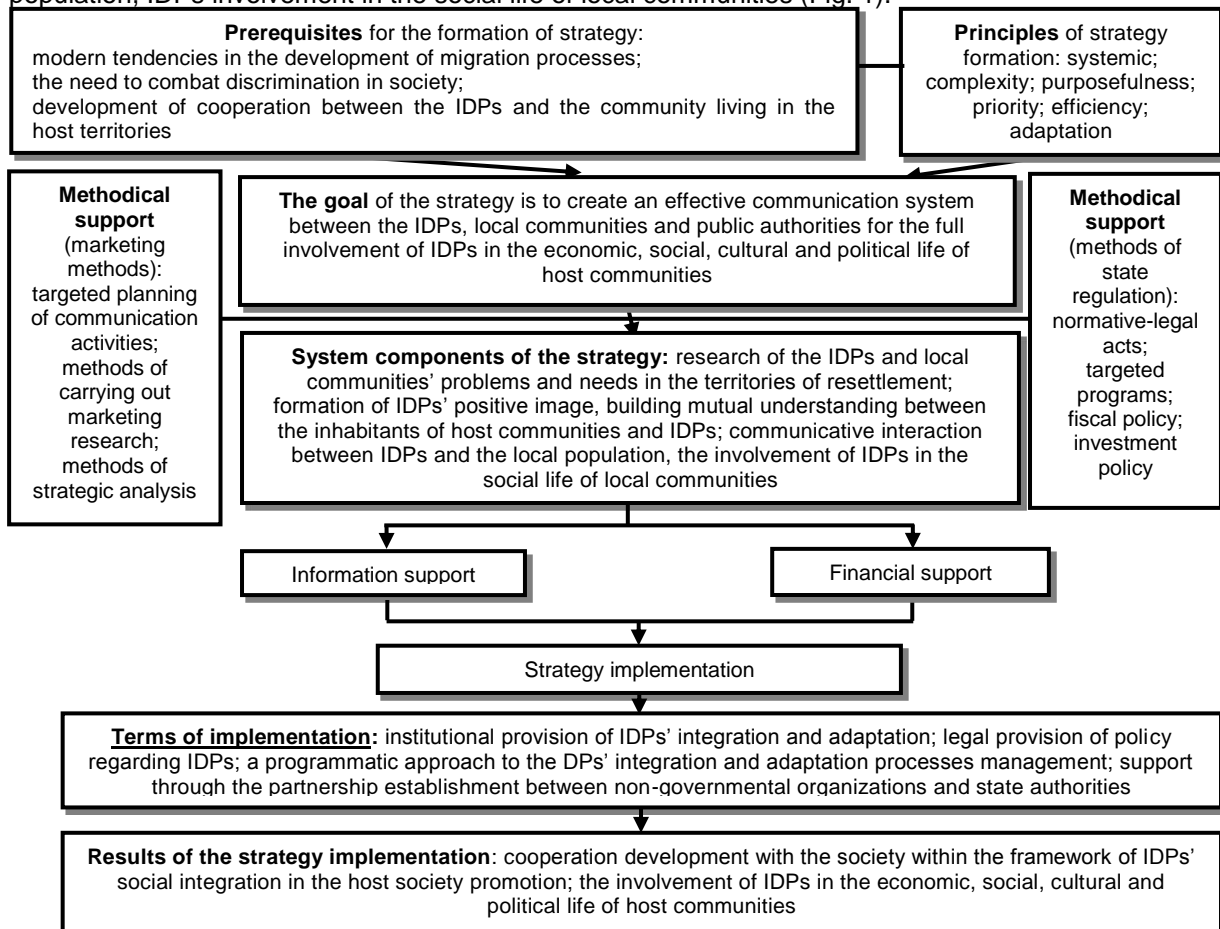 population, IDPs involvement in the social life of local communities (Fig. 1).
Prerequisites for the formation of strategy:
modern tendencies in the development of migration processes;
the need to combat discrimination in society;
development of cooperation between the IDPs and the community living in the
host territories
Principles of strategy
formation: systemic;
complexity; purposefulness;
priority; efficiency;
adaptation
Methodical
support
(marketing
methods):
targeted planning
of communication
activities;
methods of
carrying out
marketing
research;
methods of
strategic analysis
The goal of the strategy is to create an effective communication system
between the IDPs, local communities and public authorities for the full
involvement of IDPs in the economic, social, cultural and political life of
host communities
Methodical
support
(methods of
state
regulation):
normative-legal
acts;
targeted
programs;
fiscal policy;
investment
policy
System components of the strategy: research of the IDPs and local
communities’ problems and needs in the territories of resettlement;
formation of IDPs’ positive image, building mutual understanding between
the inhabitants of host communities and IDPs; communicative interaction
between IDPs and the local population, the involvement of IDPs in the
social life of local communities
Information support
Financial support
Strategy implementation
Terms of implementation: institutional provision of IDPs’ integration and adaptation; legal provision of policy
regarding IDPs; a programmatic approach to the DPs’ integration and adaptation processes management; support
through the partnership establishment between non-governmental organizations and state authorities
Results of the strategy implementation: cooperation development with the society within the framework of IDPs’
social integration in the host society promotion; the involvement of IDPs in the economic, social, cultural and
political life of host communities